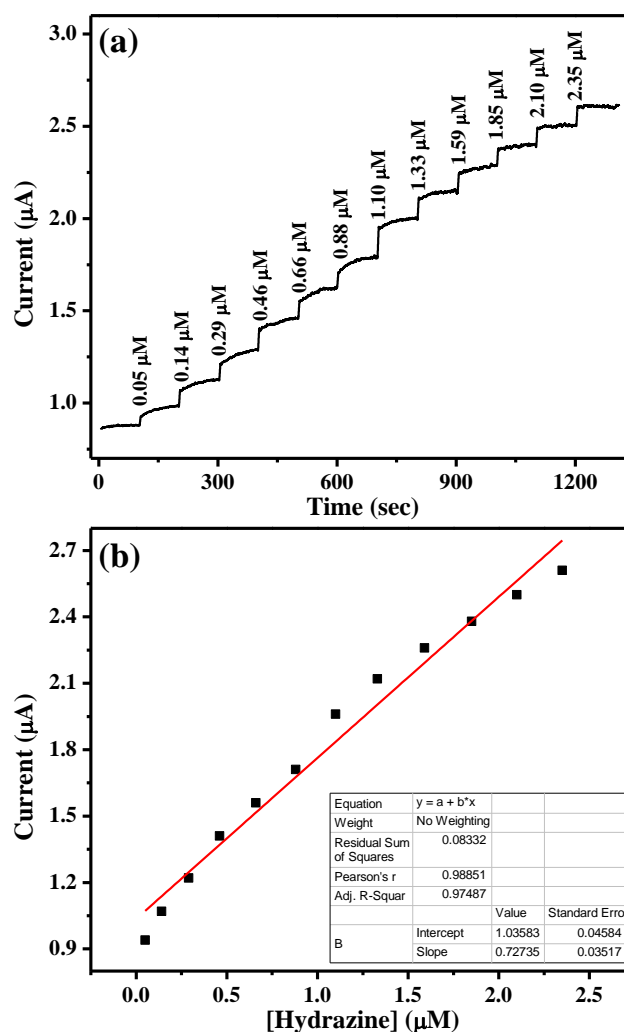 (a)
3.0
2.5
2.0
1.5
1.0
Current (µA)
0.05 µM
0.14 µM
0.29 µM
0.46 µM
0.66 µM
0.88 µM
1.10 µM
1.33 µM
1.59 µM
1.85 µM
2.10 µM
2.35 µM
0 300 600 900 1200
Time (sec)
(b)
2.7
2.4
2.1
1.8
1.5
1.2
0.9
Current (µA)
Equation y = a + b*x
Weight No Weighting
Residual Sum of Squares 0.08332
Pearson's r 0.98851
Adj. R-Squar 0.97487
Value Standard Erro
B Intercept 1.03583 0.04584
Slope 0.72735 0.03517
0.0 0.5 1.0 1.5 2.0 2.5
[Hydrazine] (µM)